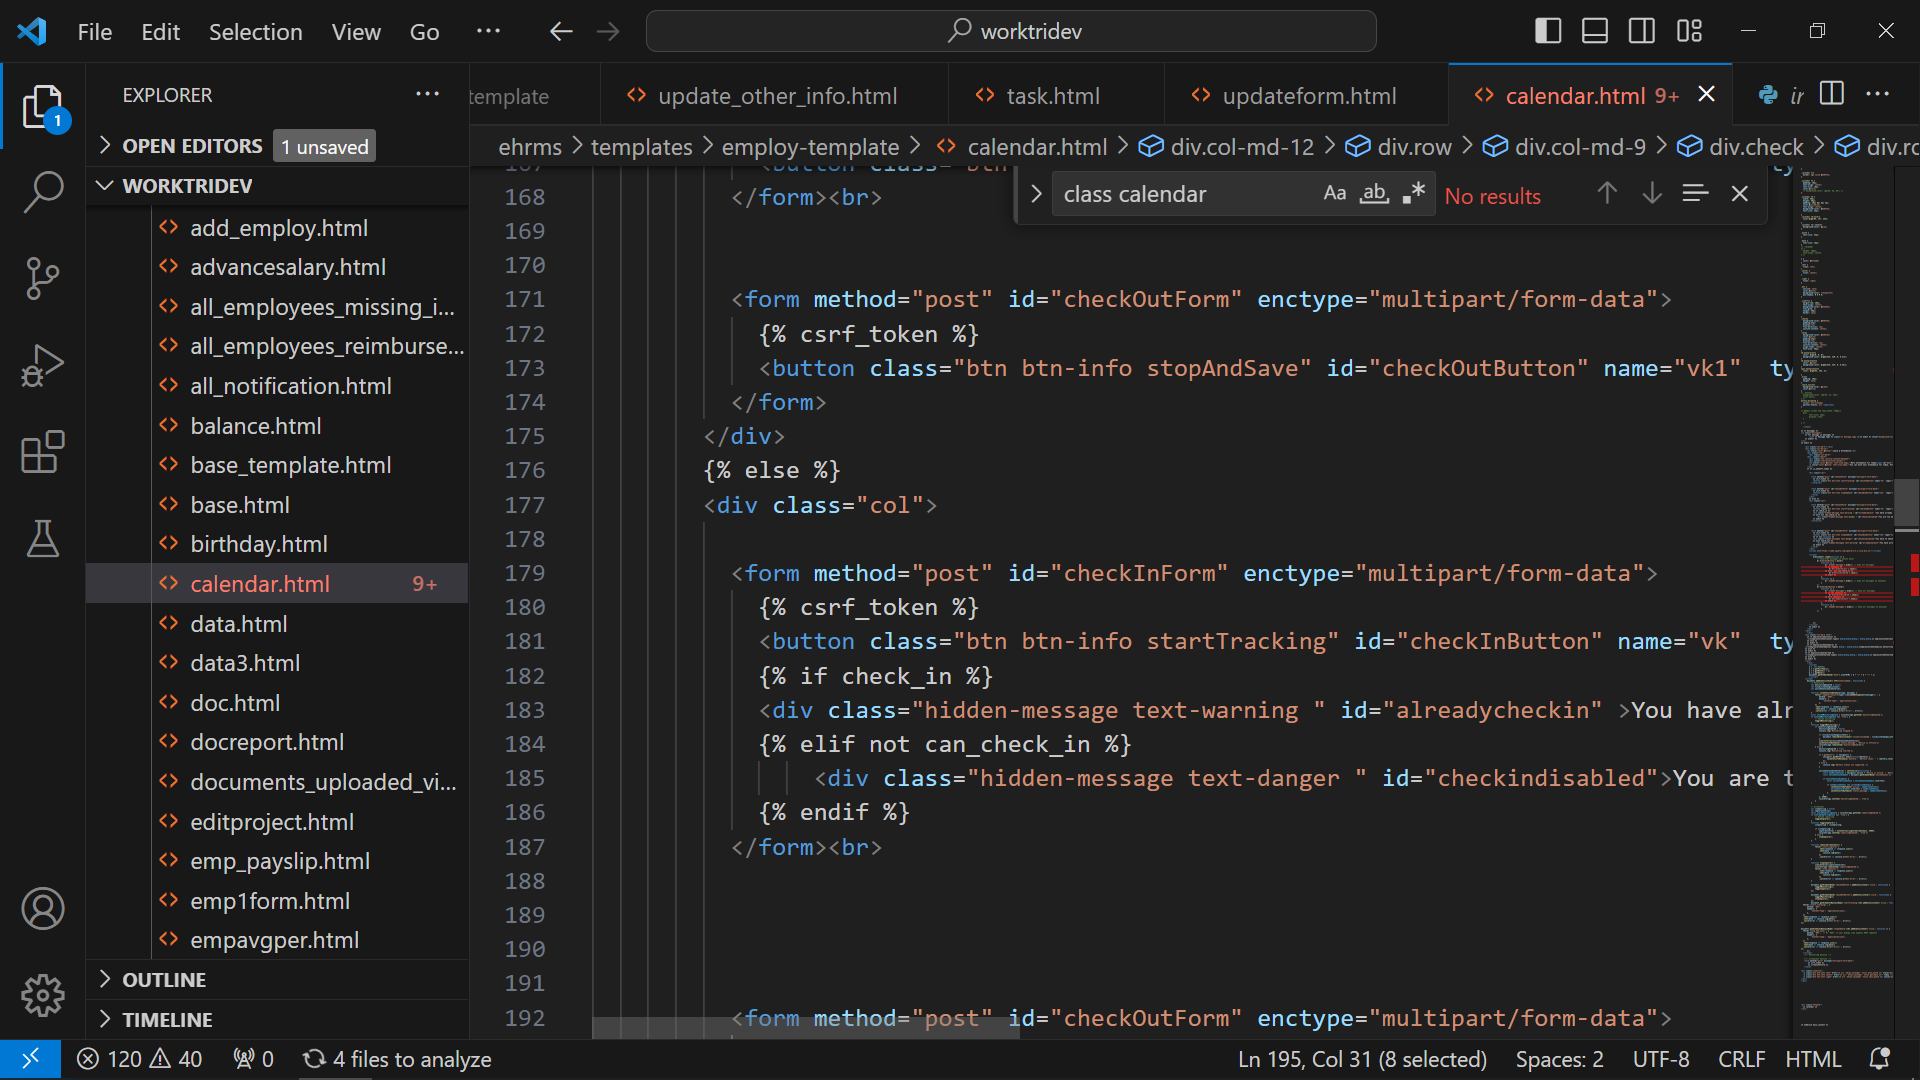 File Edit Selection View Go ··· worktridev
EXPLORER ···
template update_other_info.html task.html updateform.html calendar.html 9+ ir ···
1
OPEN EDITORS 1 unsaved
ehrms > templates > employ-template > calendar.html > div.col-md-12 > div.row > div.col-md-9 > div.check > div.ro
WORKTRIDEV
class calendar Aa ab No results
add_employ.html
advancesalary.html
all_employees_missing_i...
all_employees_reimburse...
all_notification.html
balance.html
base_template.html
base.html
birthday.html
calendar.html 9+
data.html
data3.html
doc.html
docreport.html
documents_uploaded_vi...
editproject.html
emp_payslip.html
emp1form.html
empavgper.html
OUTLINE
TIMELINE
168 </form><br>
169
170
171 <form method="post" id="checkOutForm" enctype="multipart/form-data">
172 {% csrf_token %}
173 <button class="btn btn-info stopAndSave" id="checkOutButton" name="vk1" ty
174 </form>
175 </div>
176 {% else %}
177 <div class="col">
178
179 <form method="post" id="checkInForm" enctype="multipart/form-data">
180 {% csrf_token %}
181 <button class="btn btn-info startTracking" id="checkInButton" name="vk" ty
182 {% if check_in %}
183 <div class="hidden-message text-warning " id="alreadycheckin" >You have alr
184 {% elif not can_check_in %}
185 <div class="hidden-message text-danger " id="checkindisabled">You are t
186 {% endif %}
187 </form><br>
188
189
190
191
192 <form method="post" id="checkOutForm" enctype="multipart/form-data">
120 40 0 4 files to analyze Ln 195, Col 31 (8 selected) Spaces: 2 UTF-8 CRLF HTML